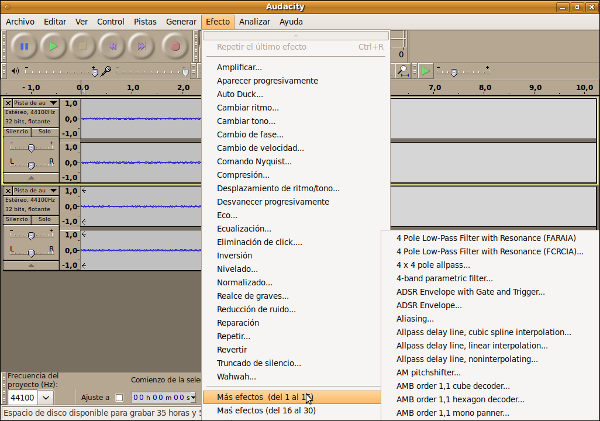 Audacity
Archivo Editar Ver Control Pistas Generar Efecto Analizar Ayuda
Repetir el último efecto Ctrl+R
Amplificar...
Aparecer progresivamente
Auto Duck...
Cambiar ritmo...
Cambiar tono...
Cambio de fase...
Cambio de velocidad...
Comando Nyquist...
Compresión...
Desplazamiento de ritmo/tono...
Desvanecer progresivamente
Eco...
Ecualización...
Eliminación de click....
Inversión
Nivelado...
Normalizado...
Realce de graves...
Reducción de ruido...
Reparación
Repetir...
Revertir
Truncado de silencio...
Wahwah...
Más efectos (del 1 al
Más efectos (del 16 al 30)
4 Pole Low-Pass Filter with Resonance (FARAIA)
4 Pole Low-Pass Filter with Resonance (FCRCIA)...
4 x 4 pole allpass...
4-band parametric filter...
ADSR Envelope with Gate and Trigger...
ADSR Envelope...
Aliasing...
Allpass delay line, cubic spline interpolation...
Allpass delay line, linear interpolation...
Allpass delay line, noninterpolating...
AM pitchshifter...
AMB order 1,1 cube decoder...
AMB order 1,1 hexagon decoder...
AMB order 1,1 mono panner...
0
- 1,0 0,0 1,0 2,0 7,0 8,0 9,0 10,0
Pista de au
Estéreo, 44100Hz
32 bits, flotante
Silencio Solo
- +
L R
1,0
0,0
-1,0
1,0
0,0
-1,0
Pista de au
Estéreo, 44100Hz
32 bits, flotante
Silencio Solo
- +
L R
1,0
0,0
-1,0
1,0
0,0
-1,0
Frecuencia del
proyecto (Hz):
44100
Comienzo de la sele
Ajuste a
00 h 00 m 00 s
Espacio de disco disponible para grabar 35 horas y